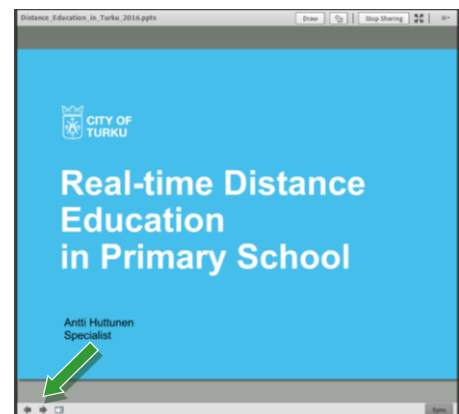 Distance_Education_in_Turku_2016.pptx
Draw
Stop Sharing
CITY OF
TURKU
Real-time Distance
Education
in Primary School
Antti Huttunen
Specialist
Sync